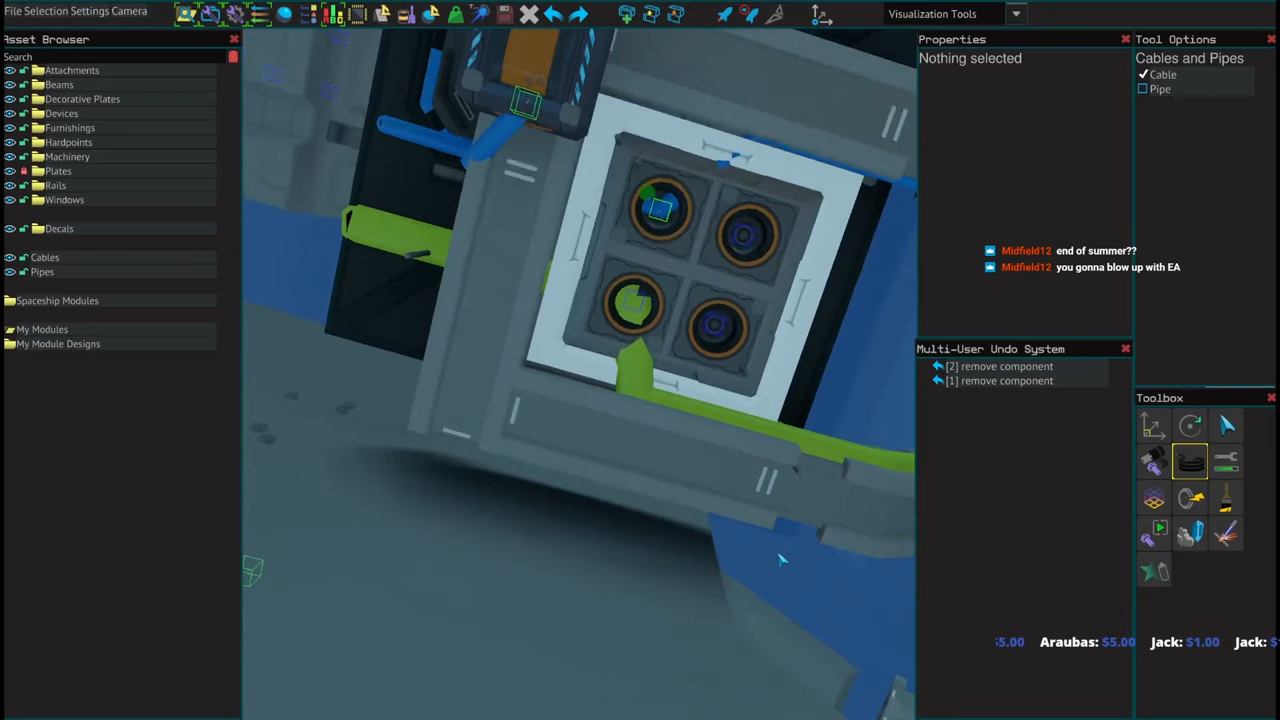 File Selection Settings Camera
Visualization Tools
Asset Browser
Search
Attachments
Beams
Decorative Plates
Devices
Furnishings
Hardpoints
Machinery
Plates
Rails
Windows
Decals
Cables
Pipes
Spaceship Modules
My Modules
My Module Designs
Properties
Nothing selected
Midfield12 end of summer??
Midfield12 you gonna blow up with EA
Tool Options
Cables and Pipes
Cable
Pipe
Multi-User Undo System
[2] remove component
[1] remove component
Toolbox
$5.00 Araubas: $5.00 Jack: $1.00 Jack: